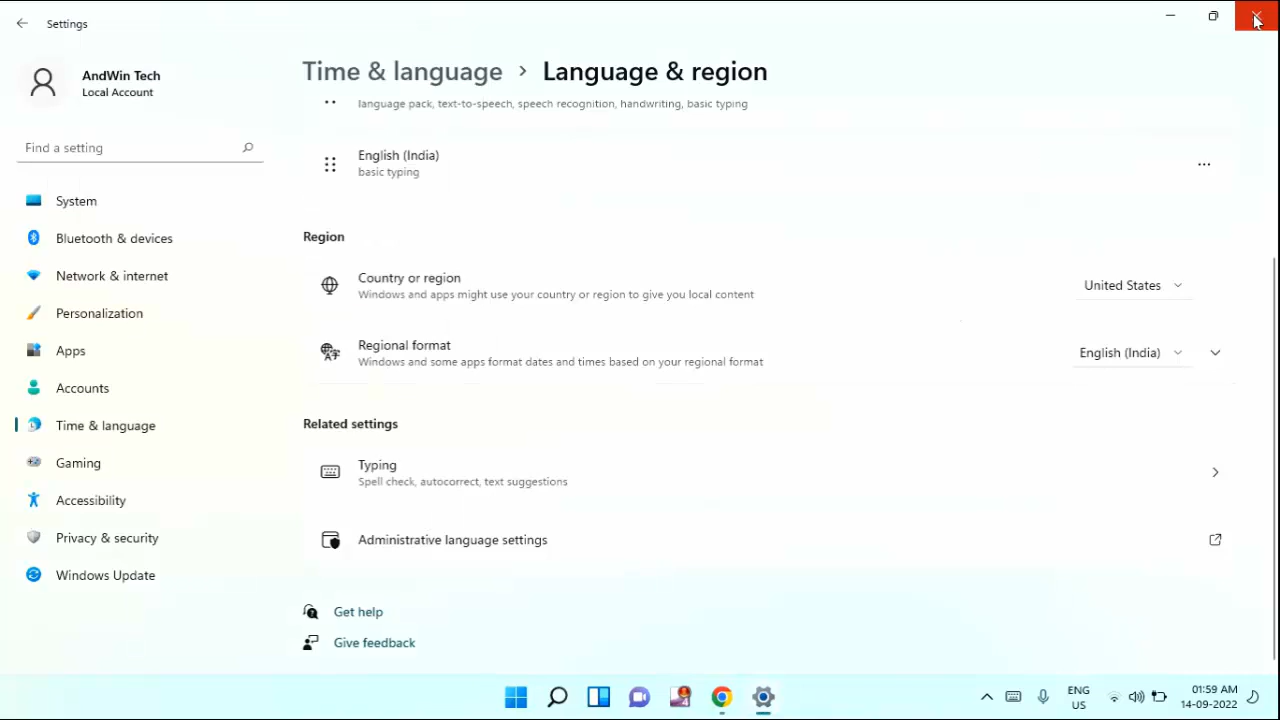 Settings
AndWin Tech
Local Account
Find a setting
System
Bluetooth & devices
Network & internet
Personalization
Apps
Accounts
Time & language
Gaming
Accessibility
Privacy & security
Windows Update
Time & language › Language & region
language pack, text-to-speech, speech recognition, handwriting, basic typing
English (India)
basic typing
Region
Country or region
Windows and apps might use your country or region to give you local content
United States
Regional format
Windows and some apps format dates and times based on your regional format
English (India)
Related settings
Typing
Spell check, autocorrect, text suggestions
Administrative language settings
Get help
Give feedback
ENG
US
01:59 AM
14-09-2022